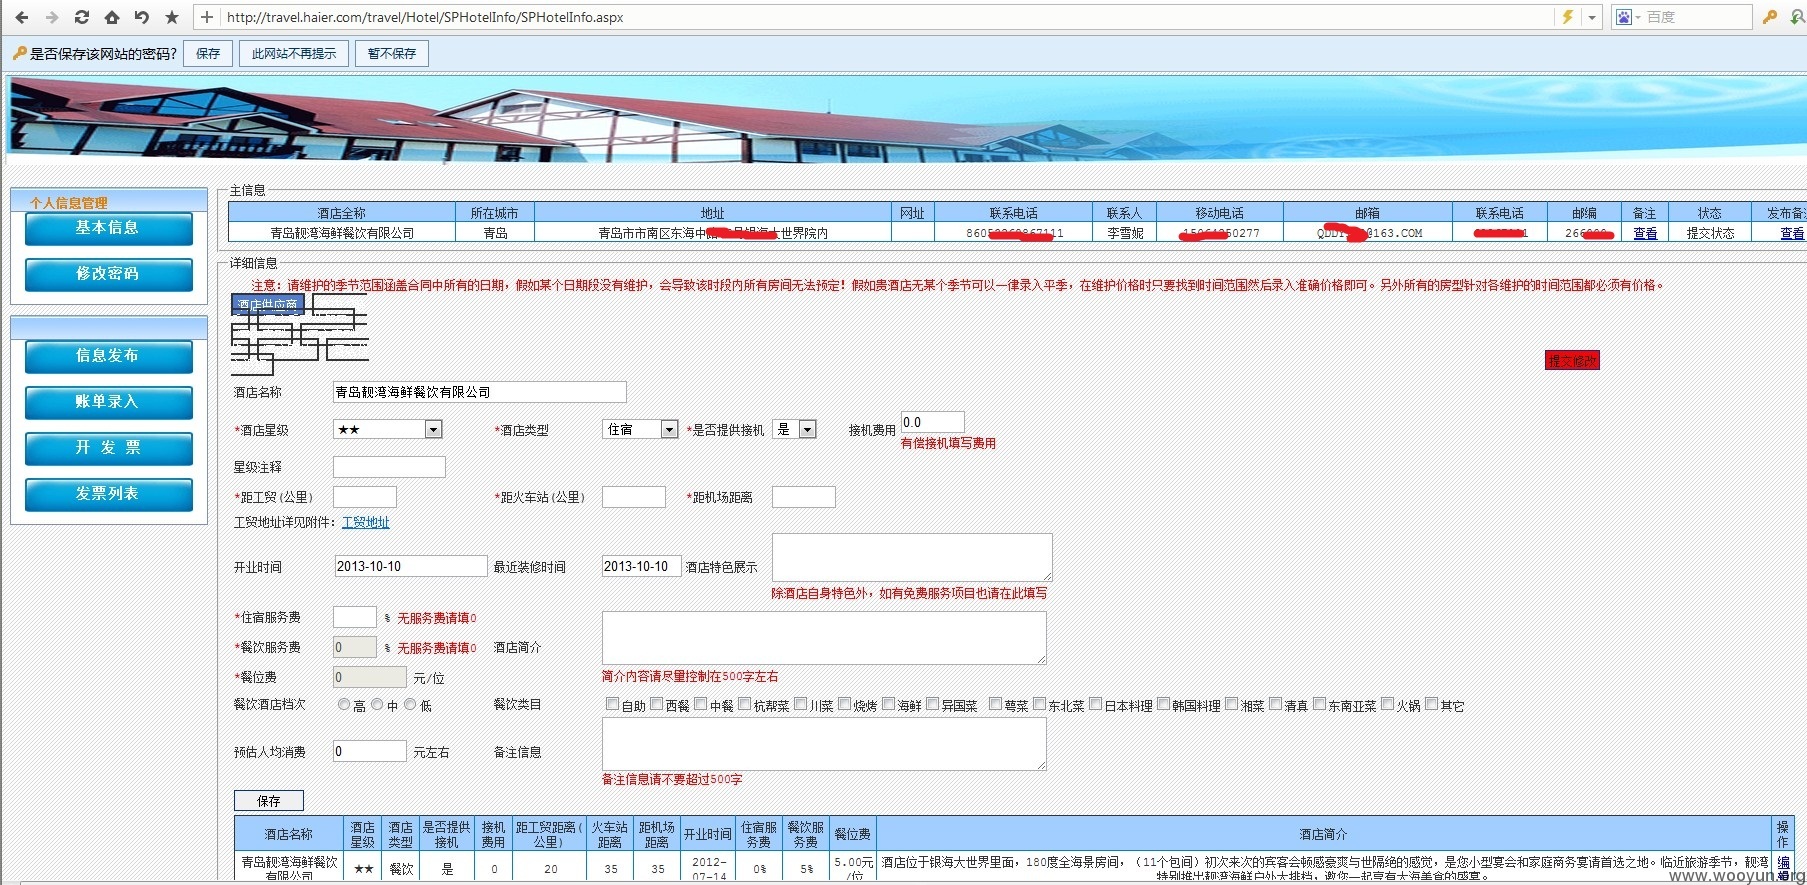 http://travel.haier.com/travel/Hotel/SPHotelInfo/SPHotelInfo.aspx
百度
是否保存该网站的密码?
保存
此网站不再提示
暂不保存
个人信息管理
基本信息
修改密码
信息发布
账单录入
开 发 票
发票列表
主信息
酒店全称 所在城市 地址 网址 联系电话 联系人 移动电话 邮箱 联系电话 邮编 备注 状态 发布备
青岛靓湾海鲜餐饮有限公司 青岛 青岛市市南区东海中 世界院内 李雪妮 @163.COM 266 查看 提交状态 查看
详细信息
注意: 请维护的季节范围涵盖合同中所有的日期，假如某个日期段没有维护，会导致该时段内所有房间无法预定！假如贵酒店无某个季节可以一律录入平季，在维护价格时只要找到时间范围然后录入准确价格即可。另外所有的房型针对各维护的时间范围都必须有价格。
酒店供应商
提交修改
酒店名称 青岛靓湾海鲜餐饮有限公司
*酒店星级 ★★ *酒店类型 住宿 *是否提供接机 是 接机费用 0.0
有偿接机填写费用
星级注释
*距工贸(公里) *距火车站(公里) *距机场距离
工贸地址详见附件: 工贸地址
开业时间 2013-10-10 最近装修时间 2013-10-10 酒店特色展示
除酒店自身特色外，如有免费服务项目也请在此填写
*住宿服务费 % 无服务费请填0
*餐饮服务费 0 % 无服务费请填0 酒店简介
*餐位费 0 元/位 简介内容请尽量控制在500字左右
餐饮酒店档次 高 中 低 餐饮类目 自助 西餐 中餐 杭帮菜 川菜 烧烤 海鲜 异国菜 粤菜 东北菜 日本料理 韩国料理 湘菜 清真 东南亚菜 火锅 其它
预估人均消费 0 元左右 备注信息
备注信息请不要超过500字
保存
酒店名称 酒店星级 酒店类型 是否提供接机 接机费用 距工贸距离(公里) 火车站距离 距机场距离 开业时间 住宿服务费 餐饮服务费 餐位费 酒店简介 操作
青岛靓湾海鲜餐饮有限公司 ★★ 餐饮 是 0 20 35 35 2012-07-14 0% 5% 5.00元/位 酒店位于银海大世界里面，180度全海景房间，（11个包间）初次来次的宾客会顿感豪爽与世隔绝的感觉，是您小型宴会和家庭商务宴请首选之地。临近旅游季节，靓湾特别推出靓湾海鲜户外大排档，邀您一起享有大海美食的盛宴。 编
www.wooyun.org